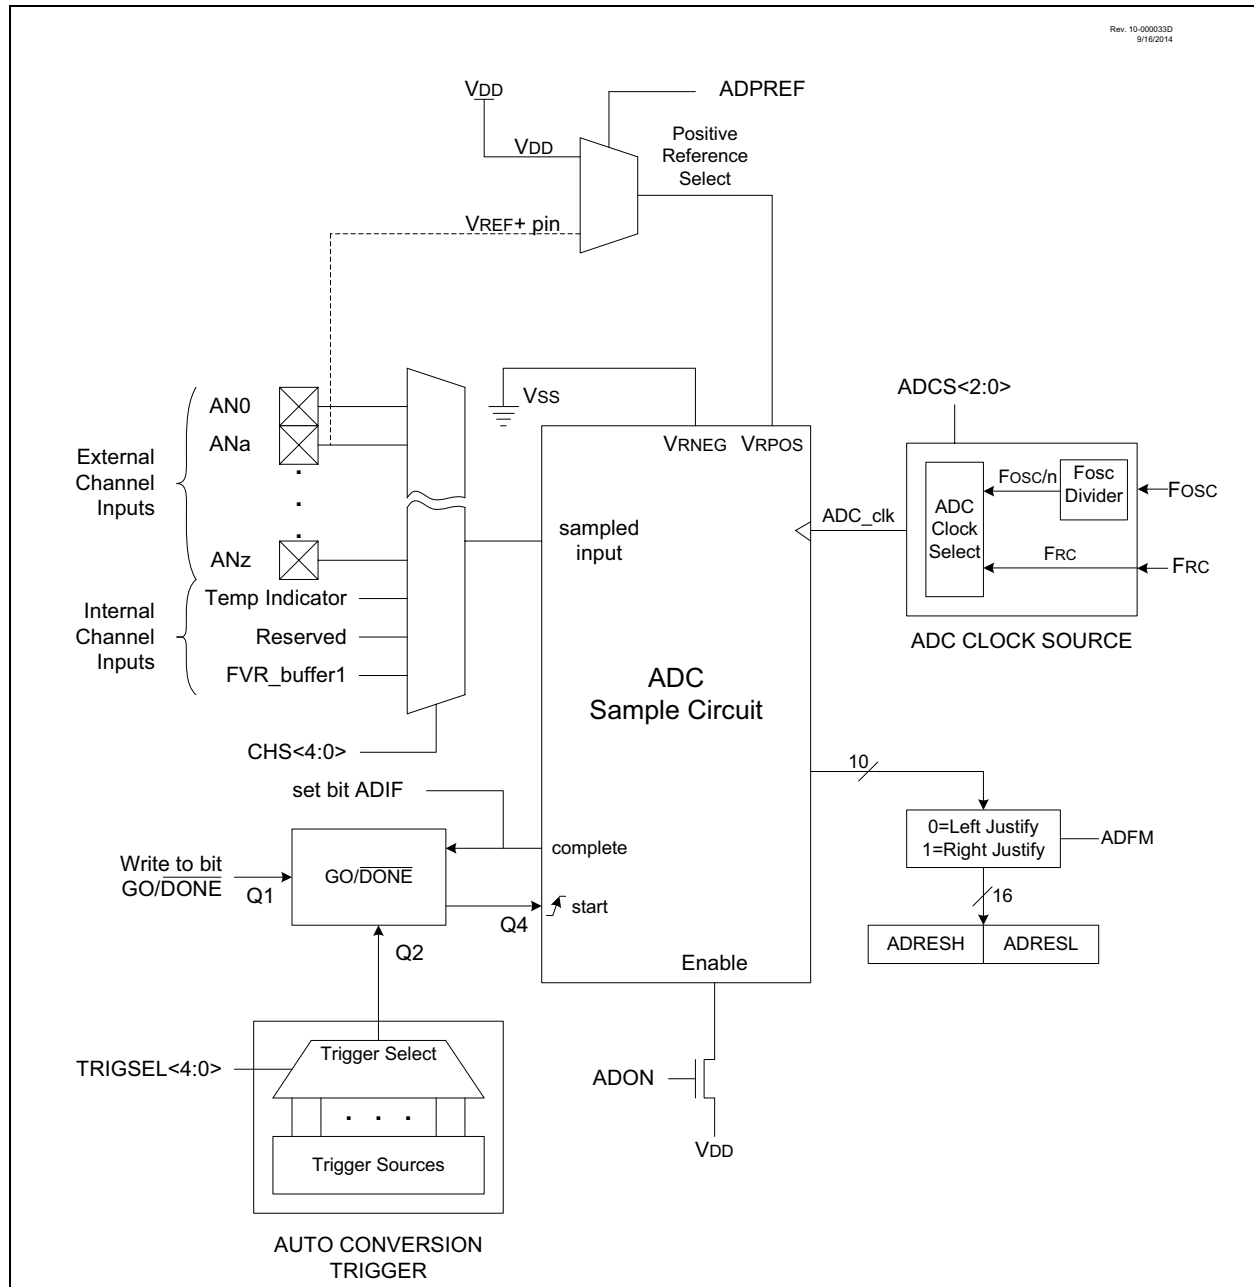 Rev. 10-000033D
9/16/2014
VDD
ADPREF
VDD
Positive
Reference
Select
VREF+ pin
VSS
ADCS<2:0>
External
Channel
Inputs
AN0
ANa
.
.
.
ANz
VRNEG VRPOS
sampled
input
ADC_clk
ADC
Clock
Select
FOSC/n
Fosc
Divider
FOSC
FRC
FRC
ADC CLOCK SOURCE
Internal
Channel
Inputs
Temp Indicator
Reserved
FVR_buffer1
ADC
Sample Circuit
CHS<4:0>
set bit ADIF
10
0=Left Justify
1=Right Justify
ADFM
complete
Write to bit
GO/DONE
Q1
GO/DONE
Q4
start
16
ADRESH ADRESL
Q2
Enable
TRIGSEL<4:0>
Trigger Select
. . .
Trigger Sources
ADON
VDD
AUTO CONVERSION
TRIGGER